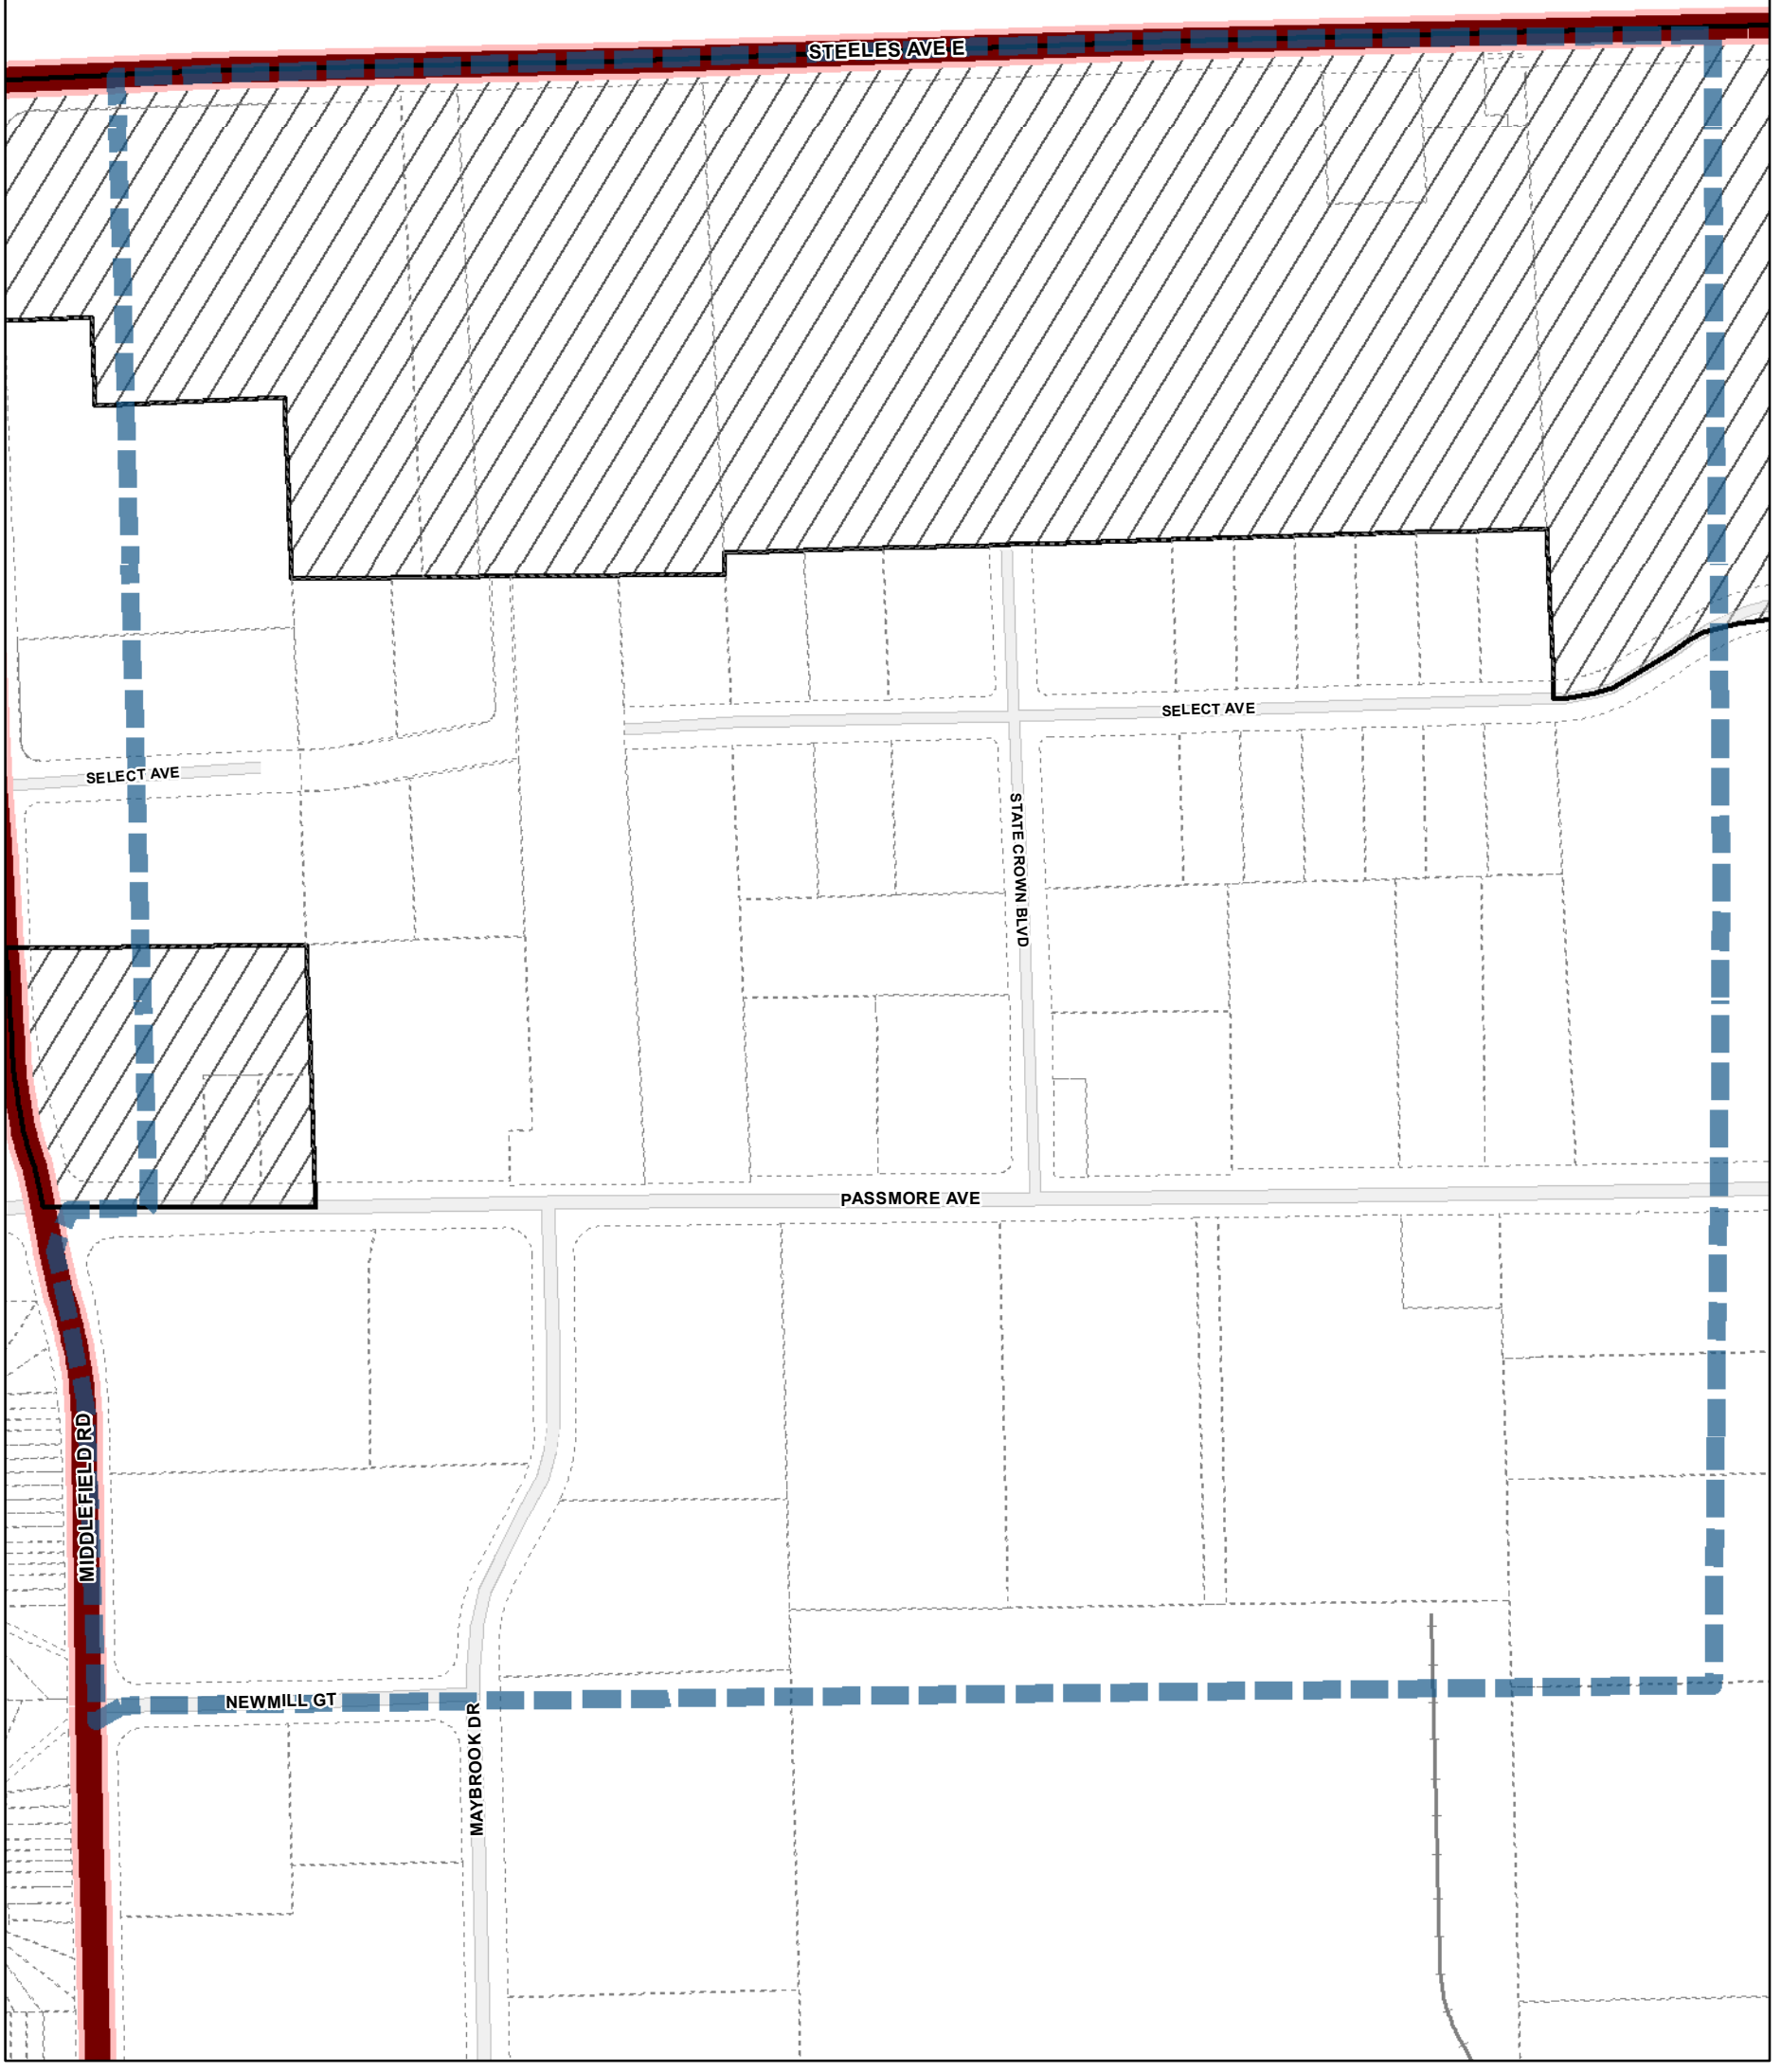 STEELES AVE E
SELECT AVE
SELECT AVE
STATE CROWN BLVD
PASSMORE AVE
MIDDLEFIELD RD
NEWMILL GT
MAYBROOK DR